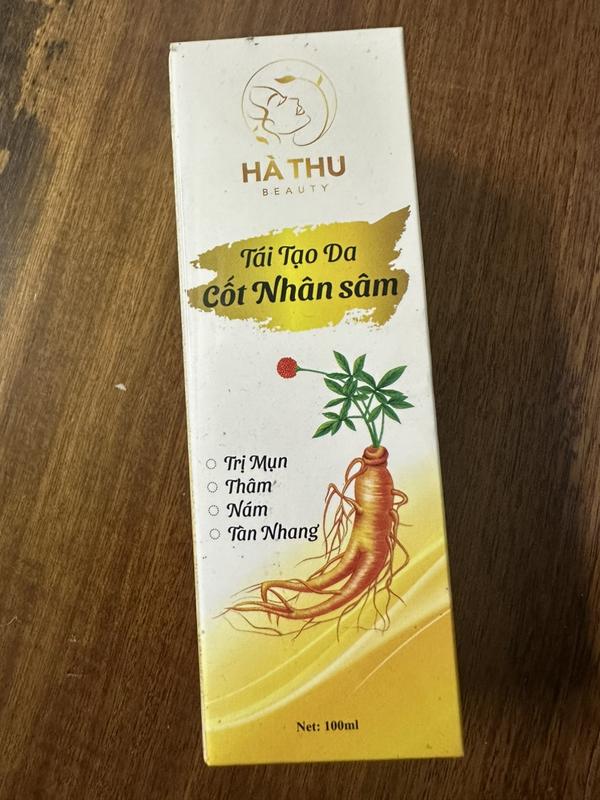 HÀ THU
BEAUTY
Tái Tạo Da
Cốt Nhân sâm
Trị Mụn
Thâm
Nám
Tàn Nhang
Net: 100ml